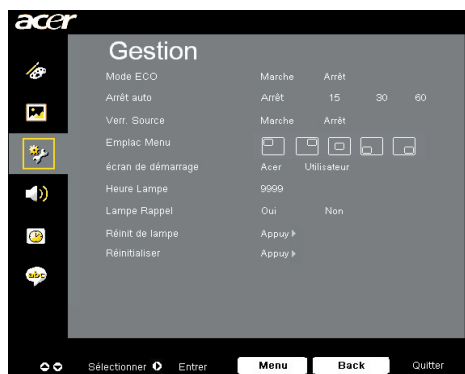 acer
Gestion
Mode ECO Marche Arrêt
Arrêt auto Arrêt 15 30 60
Verr. Source Marche Arrêt
Emplac Menu
écran de démarrage Acer Utilisateur
Heure Lampe 9999
Lampe Rappel Oui Non
Réinit de lampe Appuy
Réinitialiser Appuy
abc
Sélectionner Entrer Menu Back Quitter